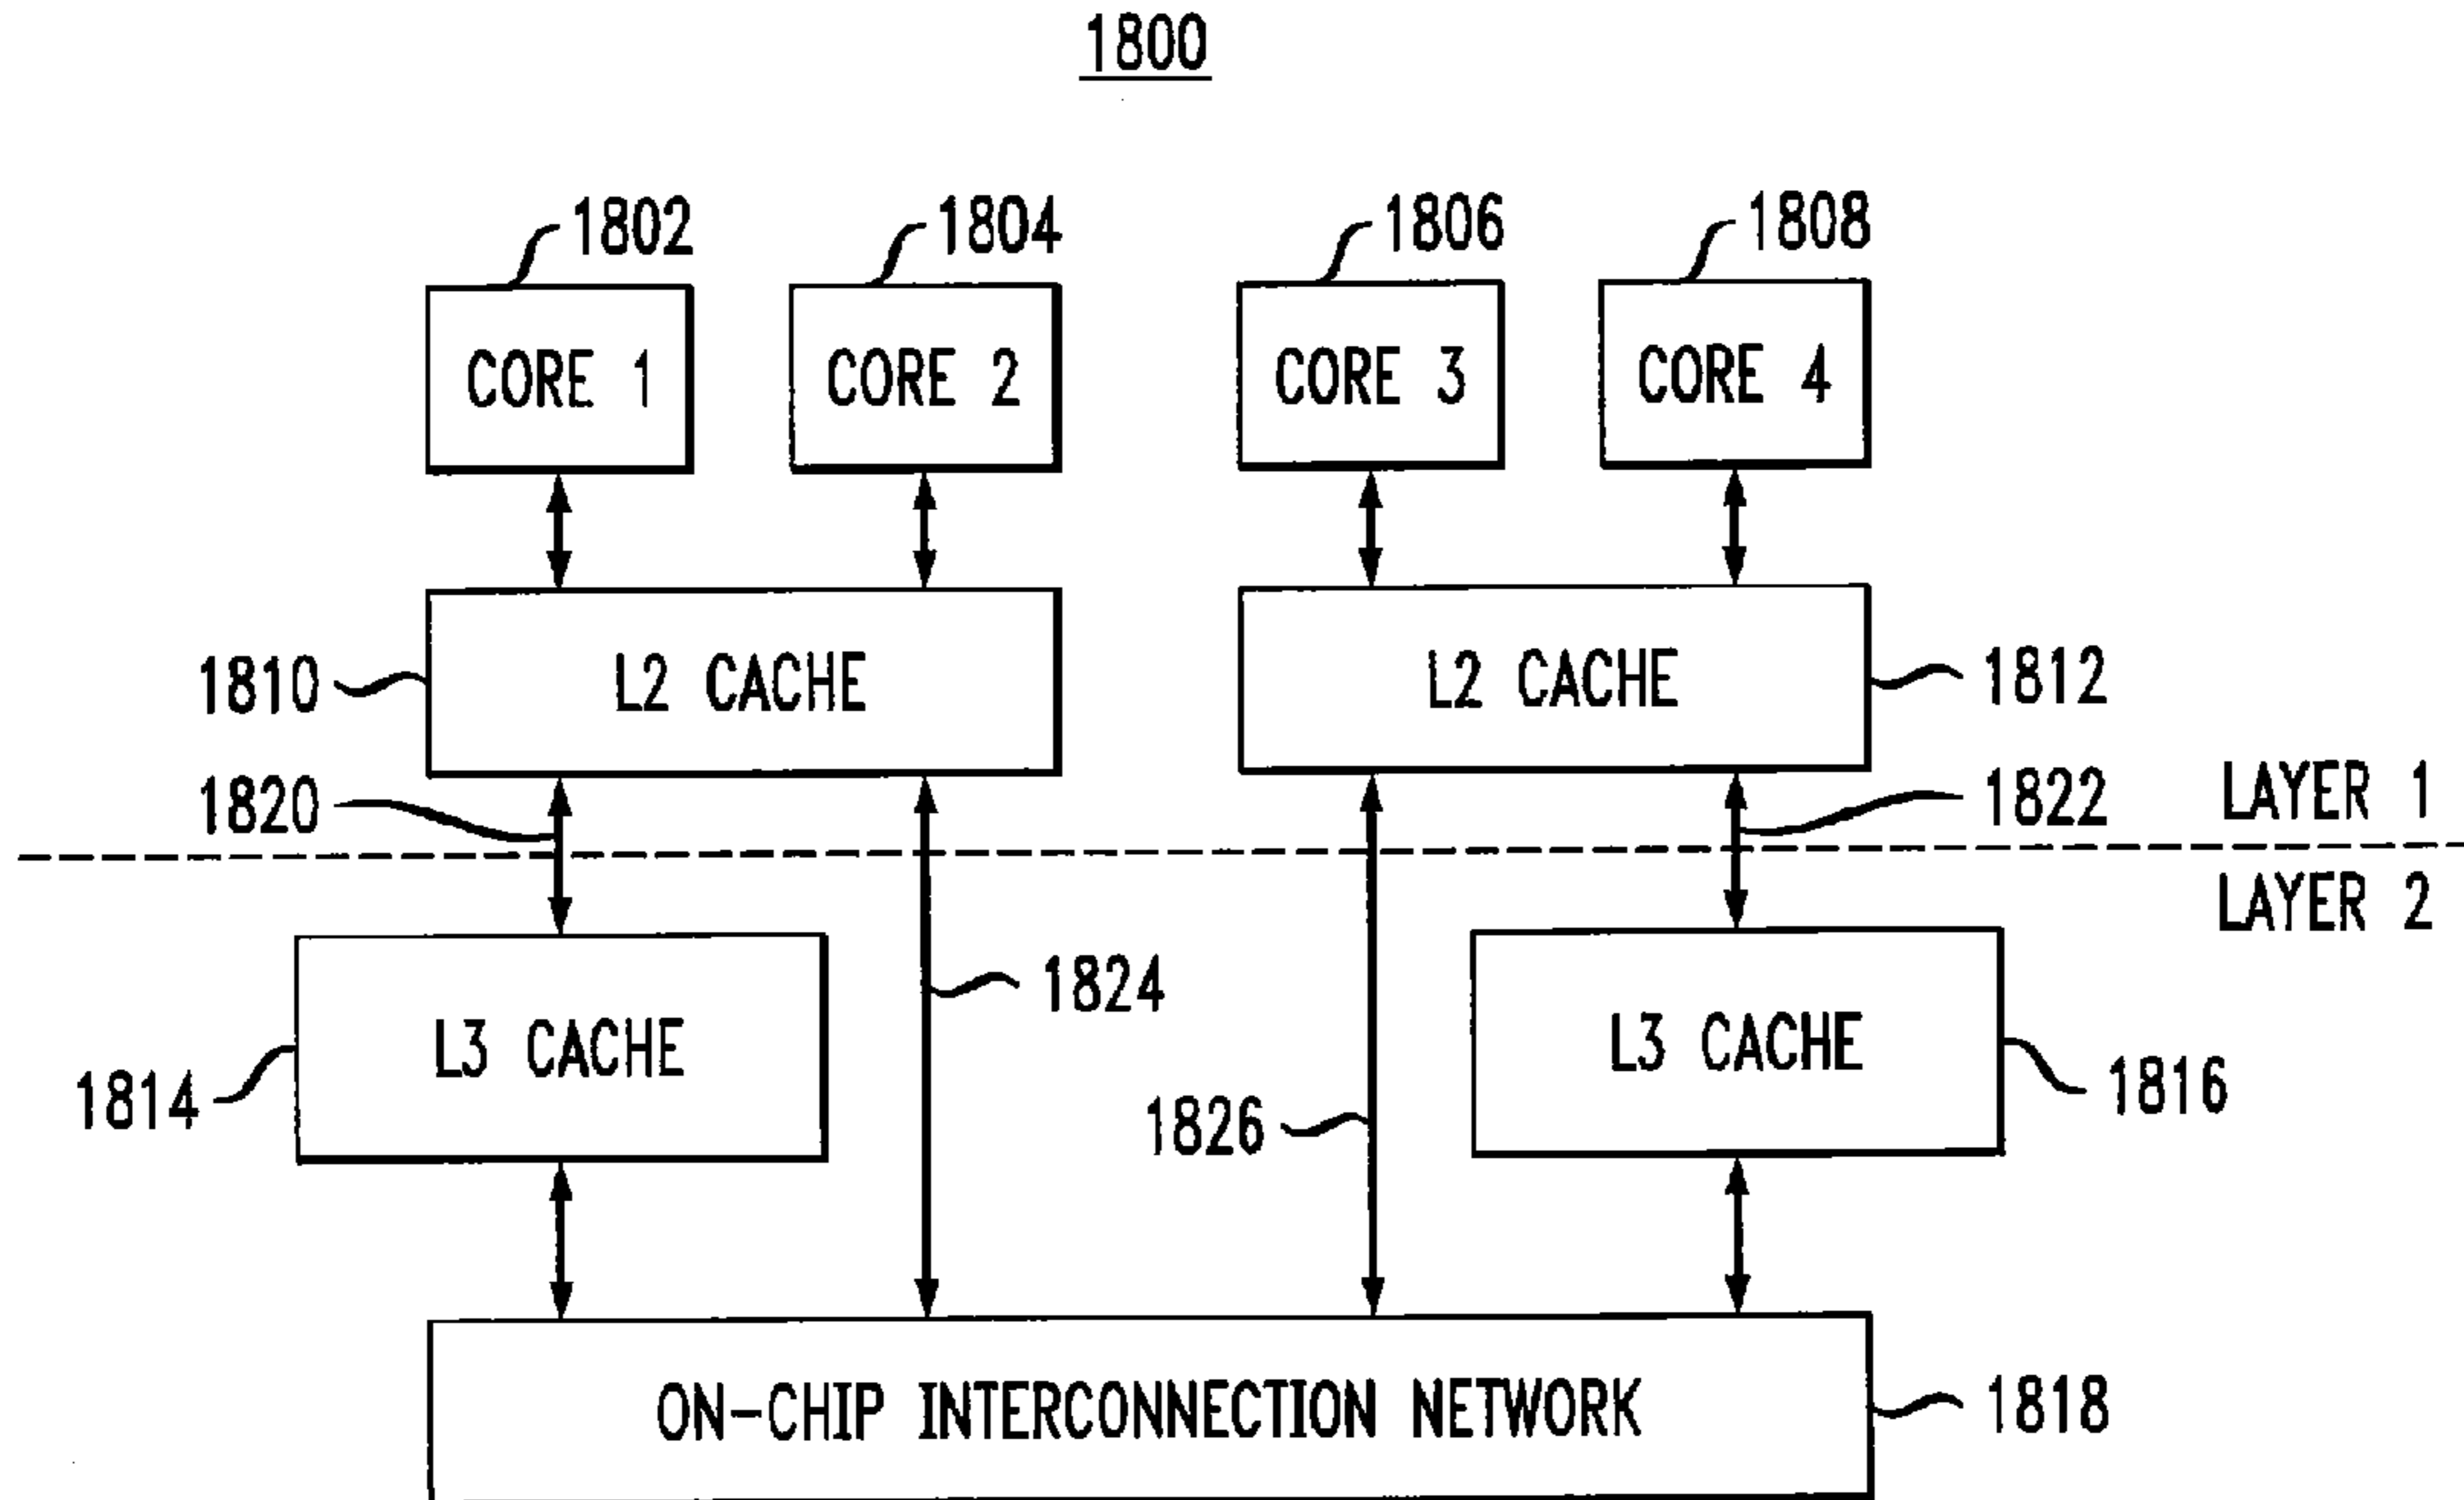 1800
1802 1804 1806 1808
CORE 1 CORE 2 CORE 3 CORE 4
1810 L2 CACHE L2 CACHE 1812
1820 1822 LAYER 1
LAYER 2
1824
L3 CACHE L3 CACHE
1814 1826 1816
ON-CHIP INTERCONNECTION NETWORK 1818